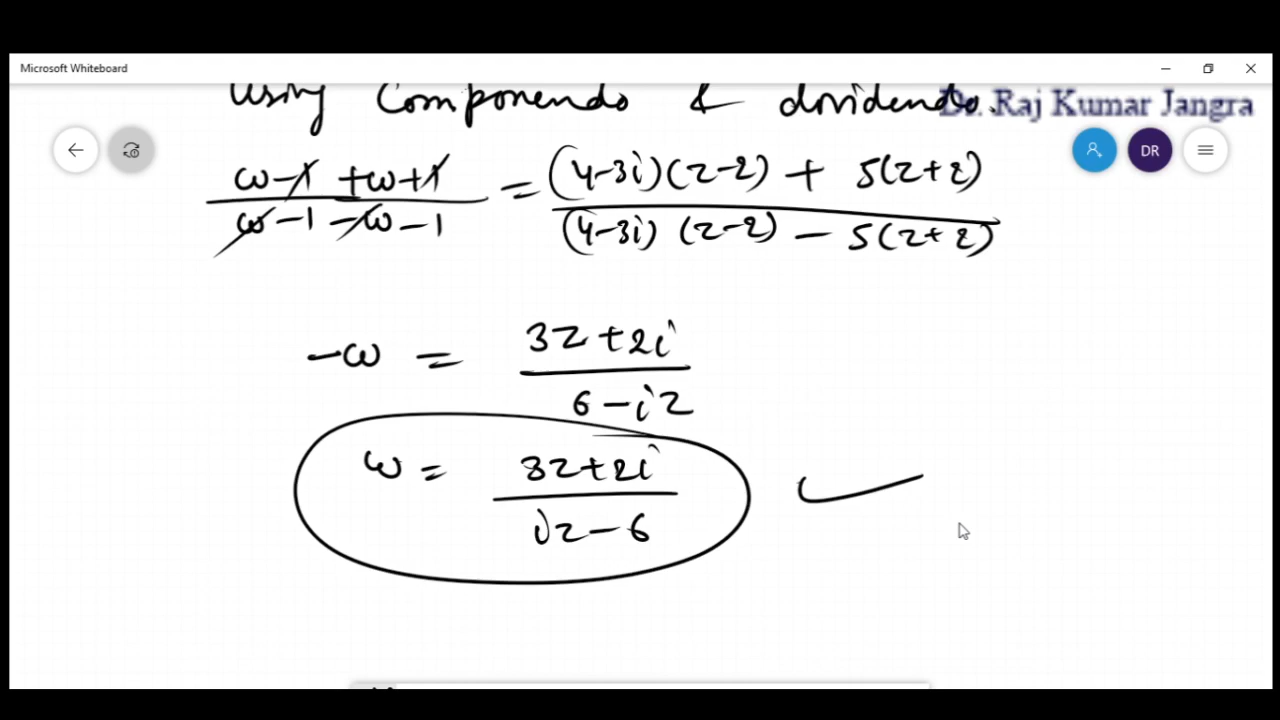 Microsoft Whiteboard
Using Componendo & dividendo. Dr. Raj Kumar Jangra
DR
ω-1 +ω+1 / ω-1 -ω-1 = (4-3i)(z-2) + 5(z+2) / (4-3i) (z-2) - 5(z+2)
-ω = 3z+2i / 6-iz
ω = 3z+2i / iz-6